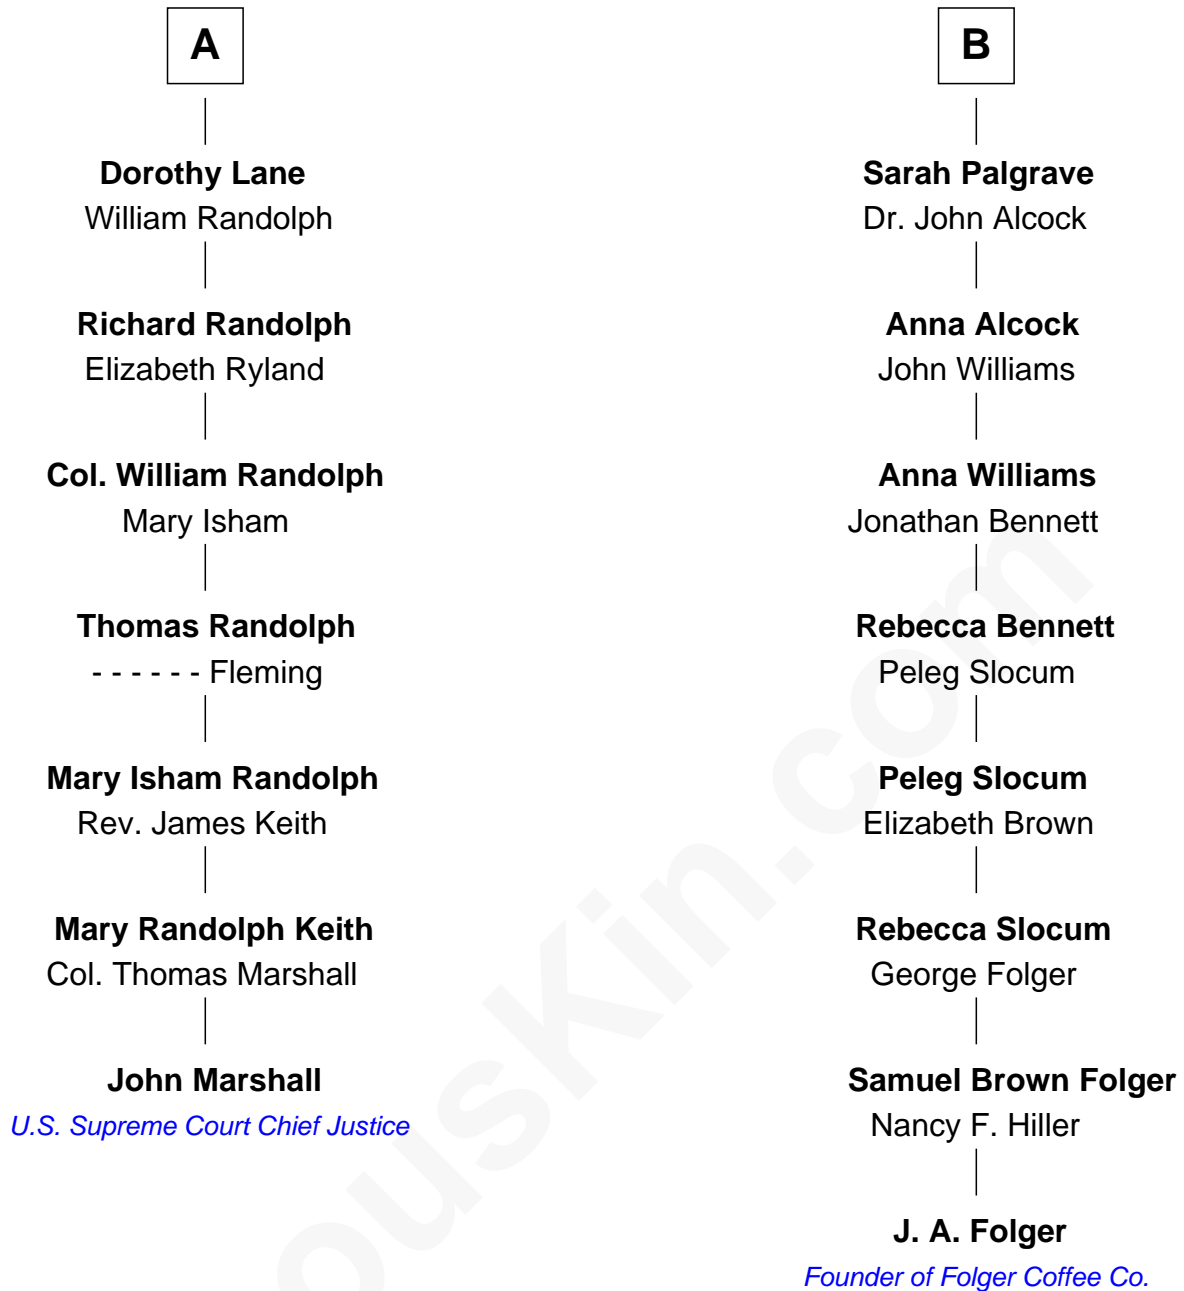 A
Dorothy Lane
William Randolph
Richard Randolph
Elizabeth Ryland
Col. William Randolph
Mary Isham
Thomas Randolph
- - - - - - Fleming
Mary Isham Randolph
Rev. James Keith
Mary Randolph Keith
Col. Thomas Marshall
John Marshall
U.S. Supreme Court Chief Justice
B
Sarah Palgrave
Dr. John Alcock
Anna Alcock
John Williams
Anna Williams
Jonathan Bennett
Rebecca Bennett
Peleg Slocum
Peleg Slocum
Elizabeth Brown
Rebecca Slocum
George Folger
Samuel Brown Folger
Nancy F. Hiller
J. A. Folger
Founder of Folger Coffee Co.
ousKin.com